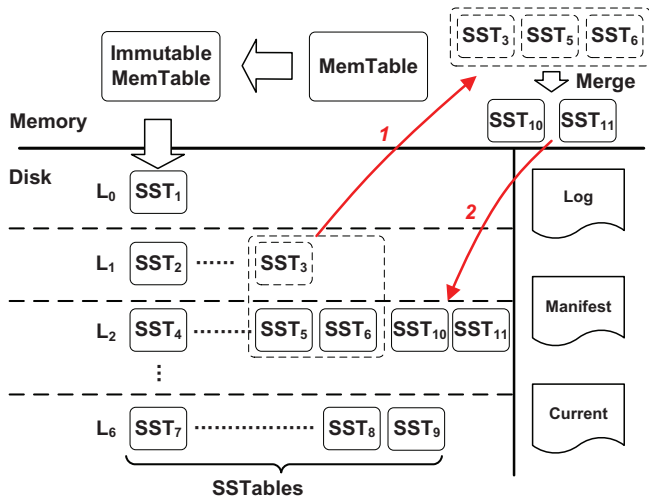 SST3 SST5 SST6
Immutable
MemTable
MemTable
Merge
1
SST10 SST11
Memory
Disk
L0 SST1
Log
2
L1 SST2 ...... SST3
L2 SST4 ......... SST5 SST6 SST10 SST11
Manifest
L6 SST7 .................. SST8 SST9
Current
SSTables